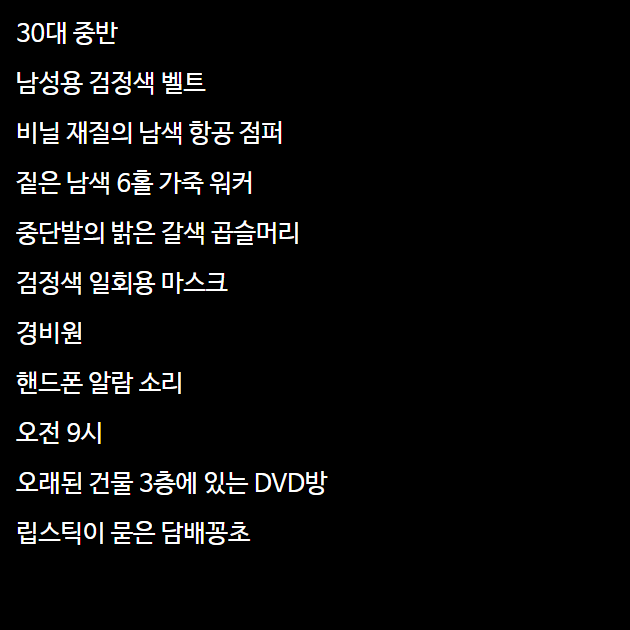 30대 중반
남성용 검정색 벨트
비닐 재질의 남색 항공 점퍼
짙은 남색 6홀 가죽 워커
중단발의 밝은 갈색 곱슬머리
검정색 일회용 마스크
경비원
핸드폰 알람 소리
오전 9시
오래된 건물 3층에 있는 DVD방
립스틱이 묻은 담배꽁초